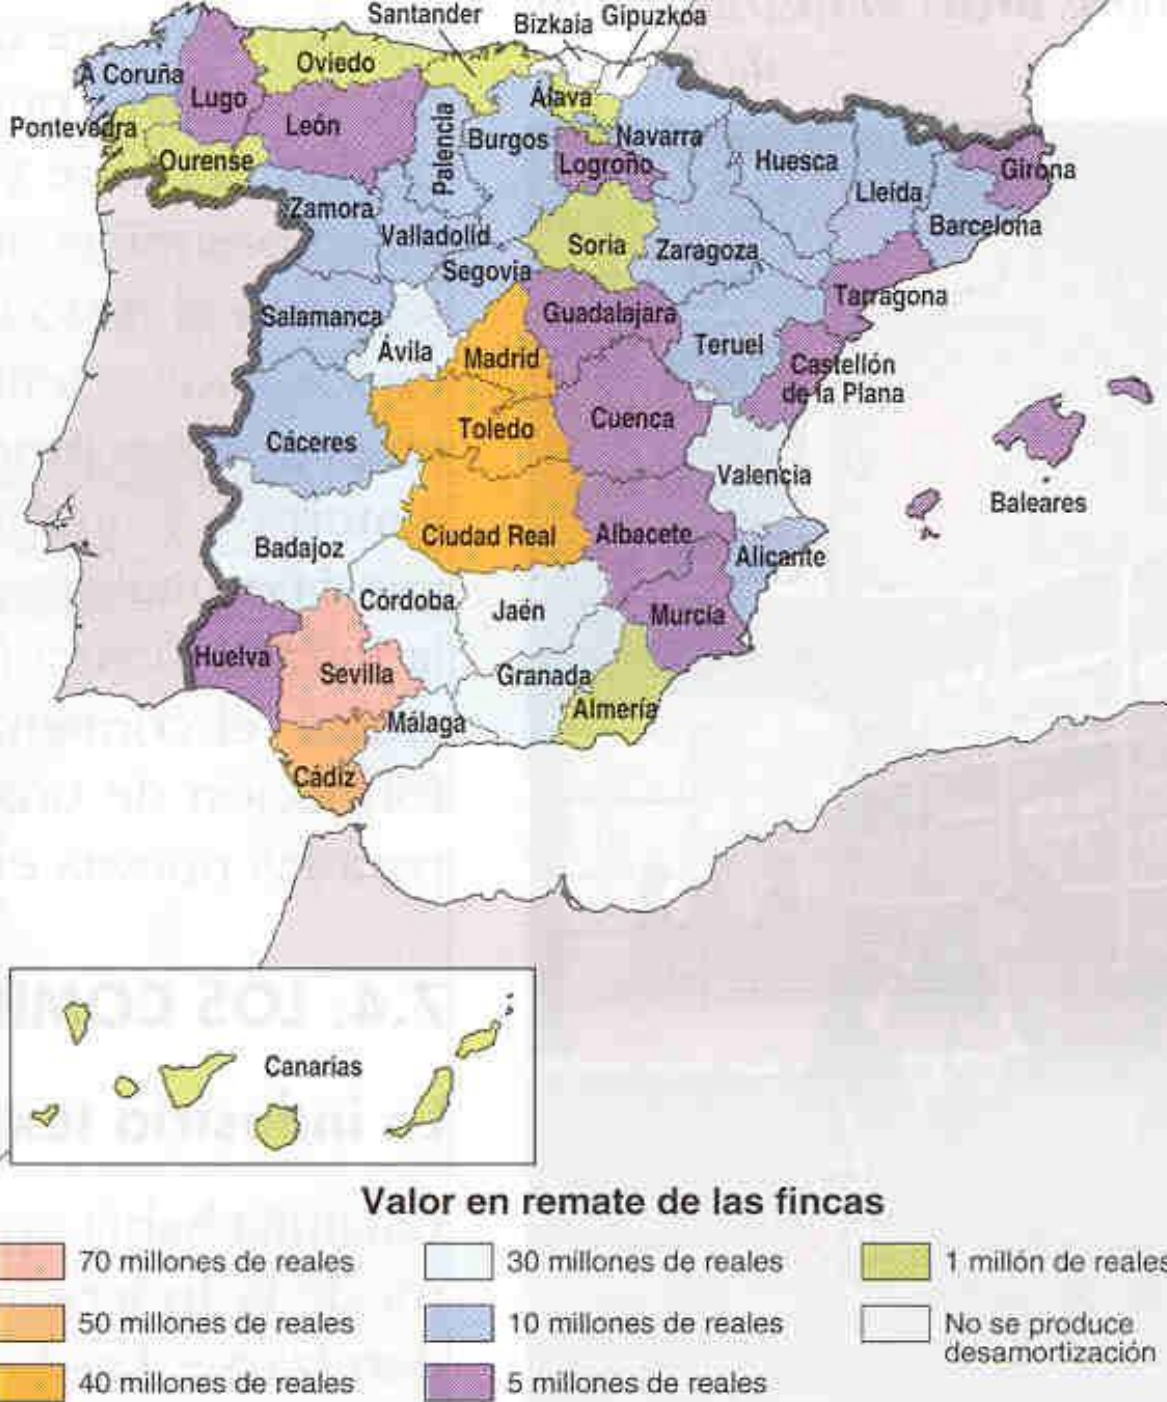 Santander
Bizkaia
Gipuzkoa
A Coruña
Lugo
Oviedo
Álava
Pontevedra
Ourense
León
Palencia
Burgos
Logroño
Navarra
Huesca
Lleida
Girona
Barcelona
Zamora
Valladolid
Soria
Zaragoza
Segovia
Salamanca
Ávila
Madrid
Guadalajara
Teruel
Tarragona
Castellón
de la Plana
Cáceres
Toledo
Cuenca
Valencia
Baleares
Badajoz
Ciudad Real
Albacete
Alicante
Córdoba
Jaén
Murcia
Huelva
Sevilla
Granada
Almería
Málaga
Cádiz
Canarias
Valor en remate de las fincas
70 millones de reales
50 millones de reales
40 millones de reales
30 millones de reales
10 millones de reales
5 millones de reales
1 millón de reales
No se produce
desamortización